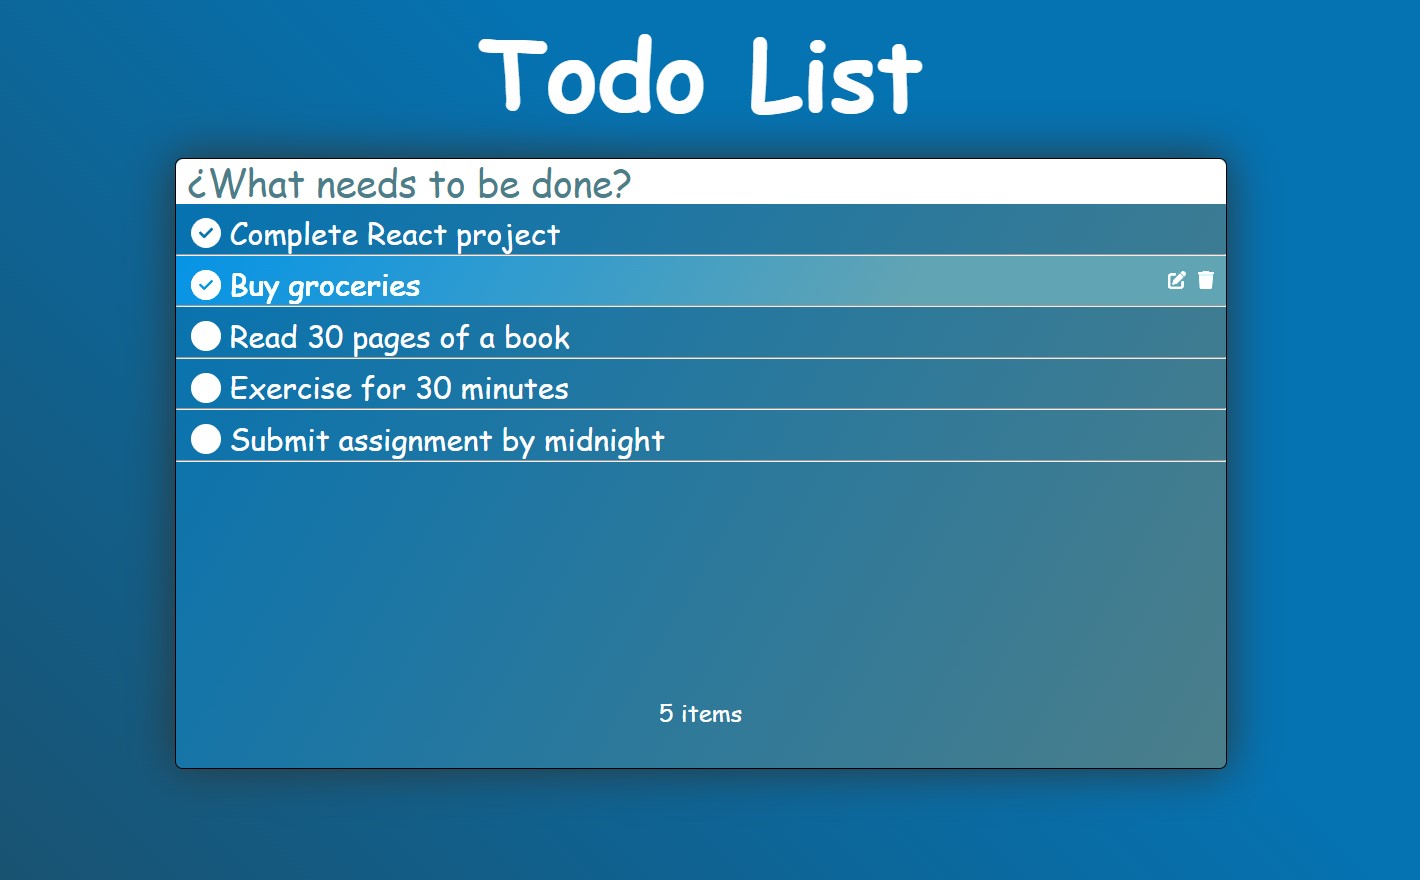 Todo List
¿What needs to be done?
Complete React project
Buy groceries
Read 30 pages of a book
Exercise for 30 minutes
Submit assignment by midnight
5 items